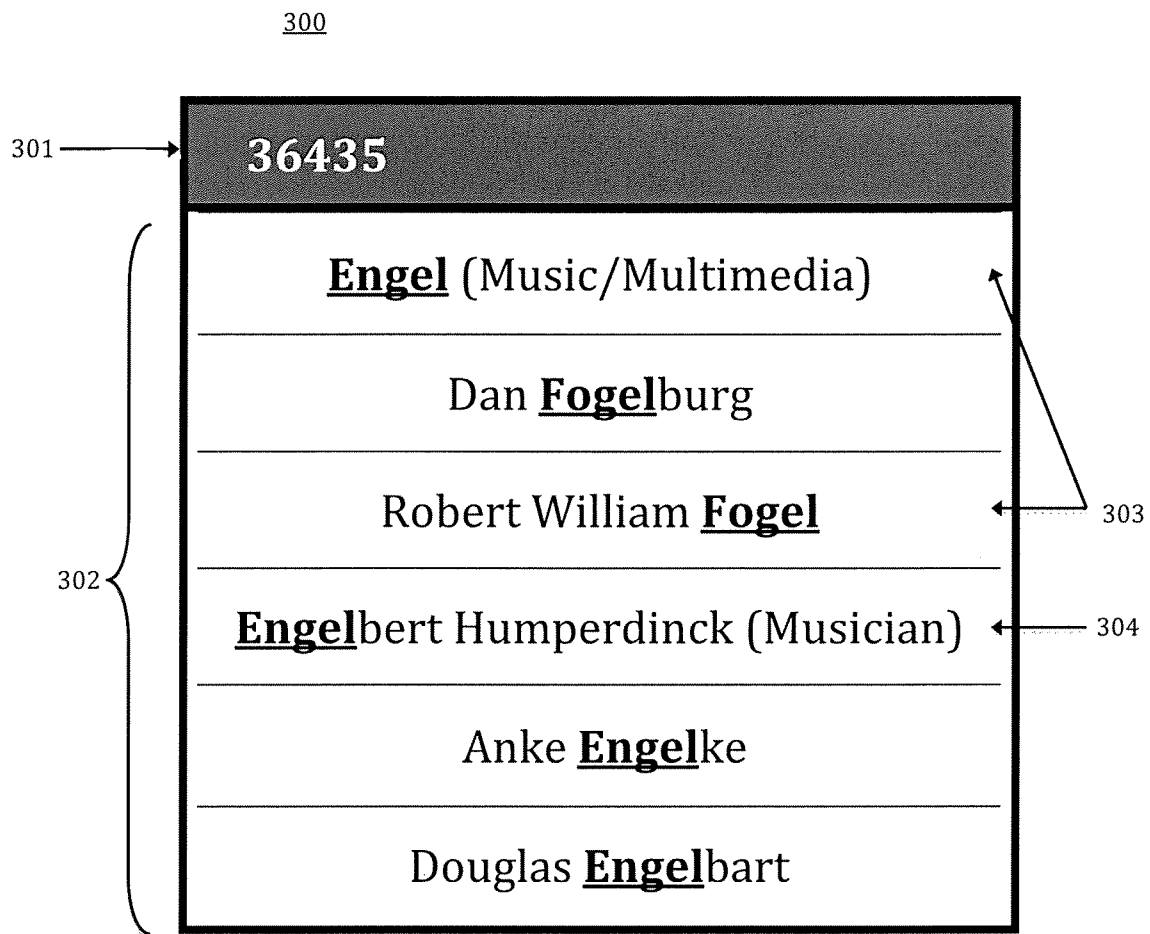 300
301
36435
Engel (Music/Multimedia)
Dan Fogelburg
Robert William Fogel
303
302
Engelbert Humperdinck (Musician)
304
Anke Engelke
Douglas Engelbart